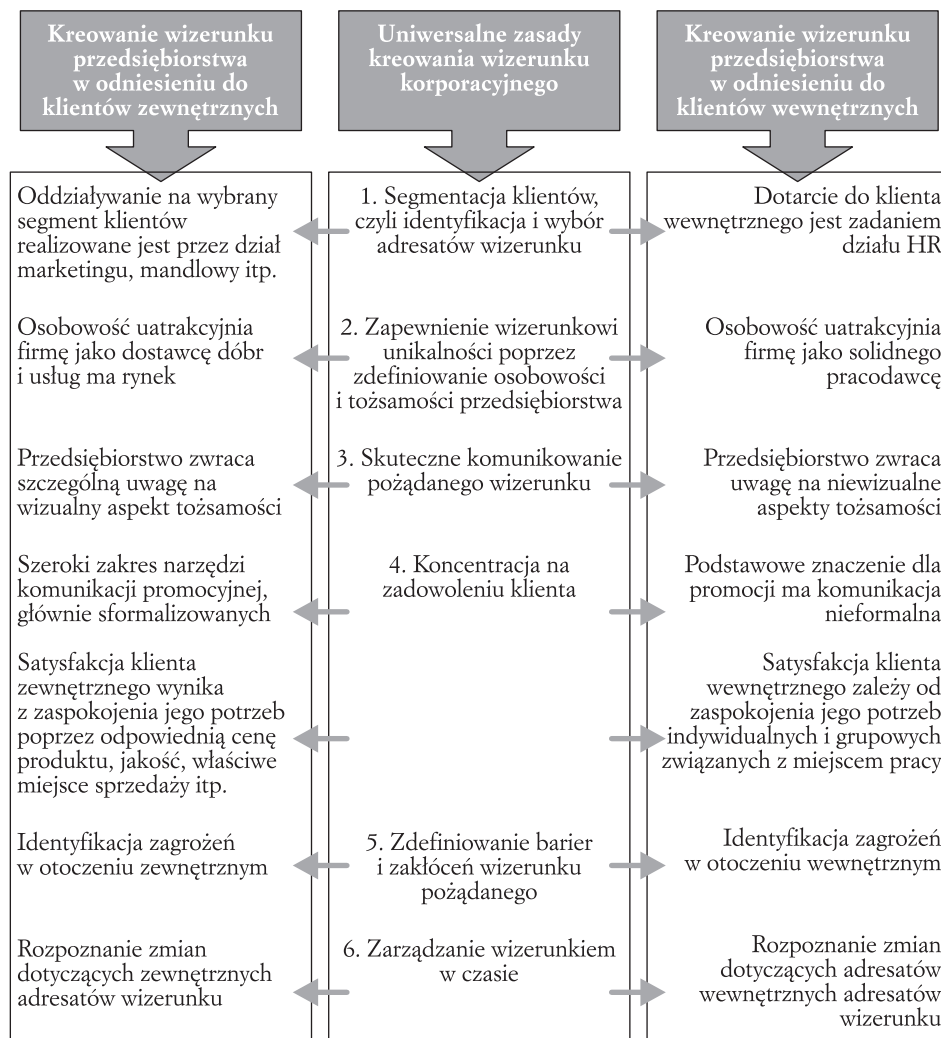 Kreowanie wizerunku
przedsiębiorstwa
w odniesieniu do
klientów zewnętrznych
Uniwersalne zasady
kreowania wizerunku
korporacyjnego
Kreowanie wizerunku
przedsiębiorstwa
w odniesieniu do
klientów wewnętrznych
Oddziaływanie na wybrany
segment klientów
realizowane jest przez dział
marketingu, mandlowy itp.
1. Segmentacja klientów,
czyli identyfikacja i wybór
adresatów wizerunku
Dotarcie do klienta
wewnętrznego jest zadaniem
działu HR
Osobowość uatrakcyjnia
firmę jako dostawcę dóbr
i usług ma rynek
2. Zapewnienie wizerunkowi
unikalności poprzez
zdefiniowanie osobowości
i tożsamości przedsiębiorstwa
Osobowość uatrakcyjnia
firmę jako solidnego
pracodawcę
Przedsiębiorstwo zwraca
szczególną uwagę na
wizualny aspekt tożsamości
3. Skuteczne komunikowanie
pożądanego wizerunku
Przedsiębiorstwo zwraca
uwagę na niewizualne
aspekty tożsamości
Szeroki zakres narzędzi
komunikacji promocyjnej,
głównie sformalizowanych
4. Koncentracja na
zadowoleniu klienta
Podstawowe znaczenie dla
promocji ma komunikacja
nieformalna
Satysfakcja klienta
zewnętrznego wynika
z zaspokojenia jego potrzeb
poprzez odpowiednią cenę
produktu, jakość, właściwe
miejsce sprzedaży itp.
Satysfakcja klienta
wewnętrznego zależy od
zaspokojenia jego potrzeb
indywidualnych i grupowych
związanych z miejscem pracy
Identyfikacja zagrożeń
w otoczeniu zewnętrznym
5. Zdefiniowanie barier
i zakłóceń wizerunku
pożądanego
Identyfikacja zagrożeń
w otoczeniu wewnętrznym
Rozpoznanie zmian
dotyczących zewnętrznych
adresatów wizerunku
6. Zarządzanie wizerunkiem
w czasie
Rozpoznanie zmian
dotyczących adresatów
wewnętrznych adresatów
wizerunku